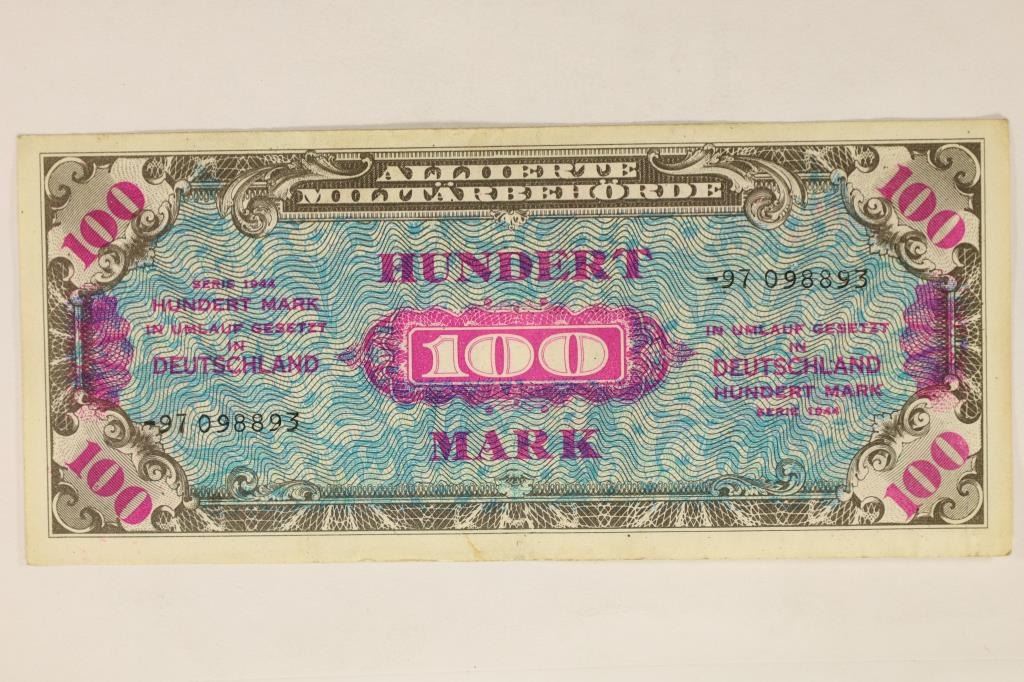 ALLIIERTE
MILITÄRBEHÖRDE
100
100
HUNDERT
-97 098893
SERIE 1944
HUNDERT MARK
IN UMLAUF GESETZT
IN
DEUTSCHLAND
100
IN UMLAUF GESETZT
IN
DEUTSCHLAND
HUNDERT MARK
SERIE 1944
-97 098893
MARK
100
100